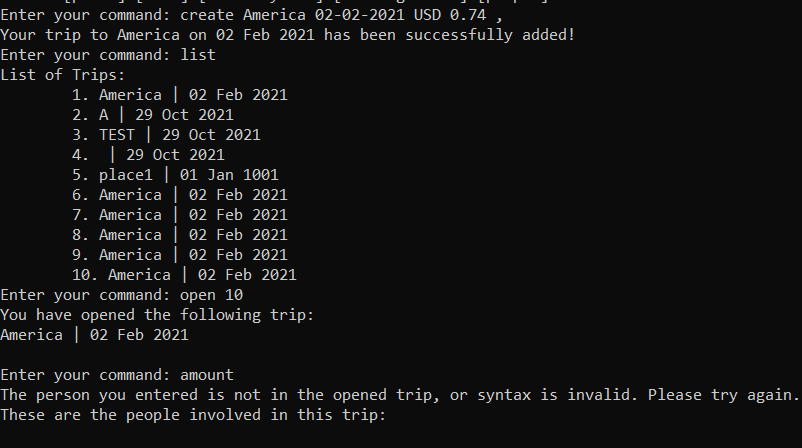 Enter your command: create America 02-02-2021 USD 0.74 ,
Your trip to America on 02 Feb 2021 has been successfully added!
Enter your command: list
List of Trips:
1. America | 02 Feb 2021
2. A | 29 Oct 2021
3. TEST | 29 Oct 2021
4.  | 29 Oct 2021
5. place1 | 01 Jan 1001
6. America | 02 Feb 2021
7. America | 02 Feb 2021
8. America | 02 Feb 2021
9. America | 02 Feb 2021
10. America | 02 Feb 2021
Enter your command: open 10
You have opened the following trip:
America | 02 Feb 2021
Enter your command: amount
The person you entered is not in the opened trip, or syntax is invalid. Please try again.
These are the people involved in this trip: